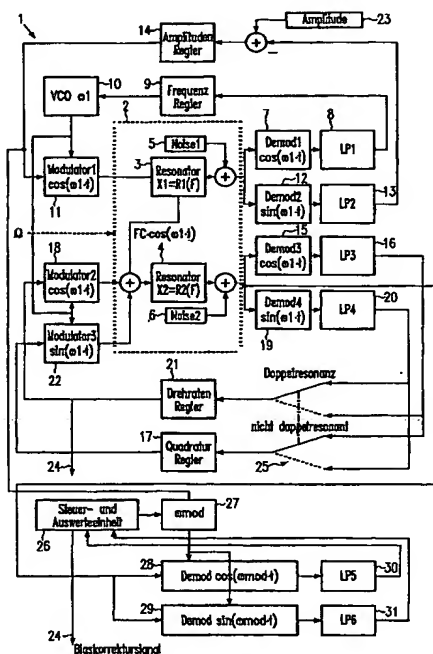 1
14
Amplituden
Regler
Amplitude
23
10
VCO ω1
9
Frequenz
Regler
2
7
8
5
Noise1
Demod1
cos(ω1·t)
LP1
3
Modulator1
cos(ω1·t)
11
Resonator
X1=R1(F)
12
Demod2
sin(ω1·t)
LP2
13
Ω
15
18
FC·cos(ω1·t)
4
Demod3
cos(ω1·t)
LP3
16
Modulator2
cos(ω1·t)
Resonator
X2=R2(F)
Demod4
sin(ω1·t)
LP4
20
Modulator3
sin(ω1·t)
22
6
Noise2
19
21
Doppelresonanz
Drehraten
Regler
nicht doppelresonant
17
Quadratur
Regler
24
25
Steuer- und
Auswerteeinheit
26
ωmod
27
28
Demod cos(ωmod·t)
LP5
30
29
Demod sin(ωmod·t)
LP6
31
24
Biaskorrektursignal